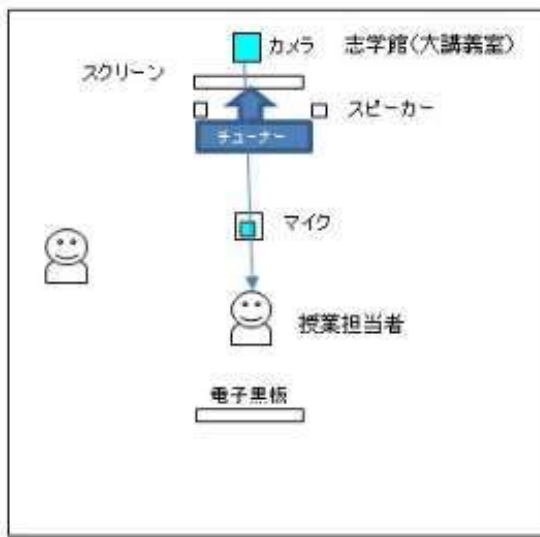 カメラ 志学館(大講義室)
スクリーン
スピーカー
チューナー
マイク
授業担当者
電子黒板